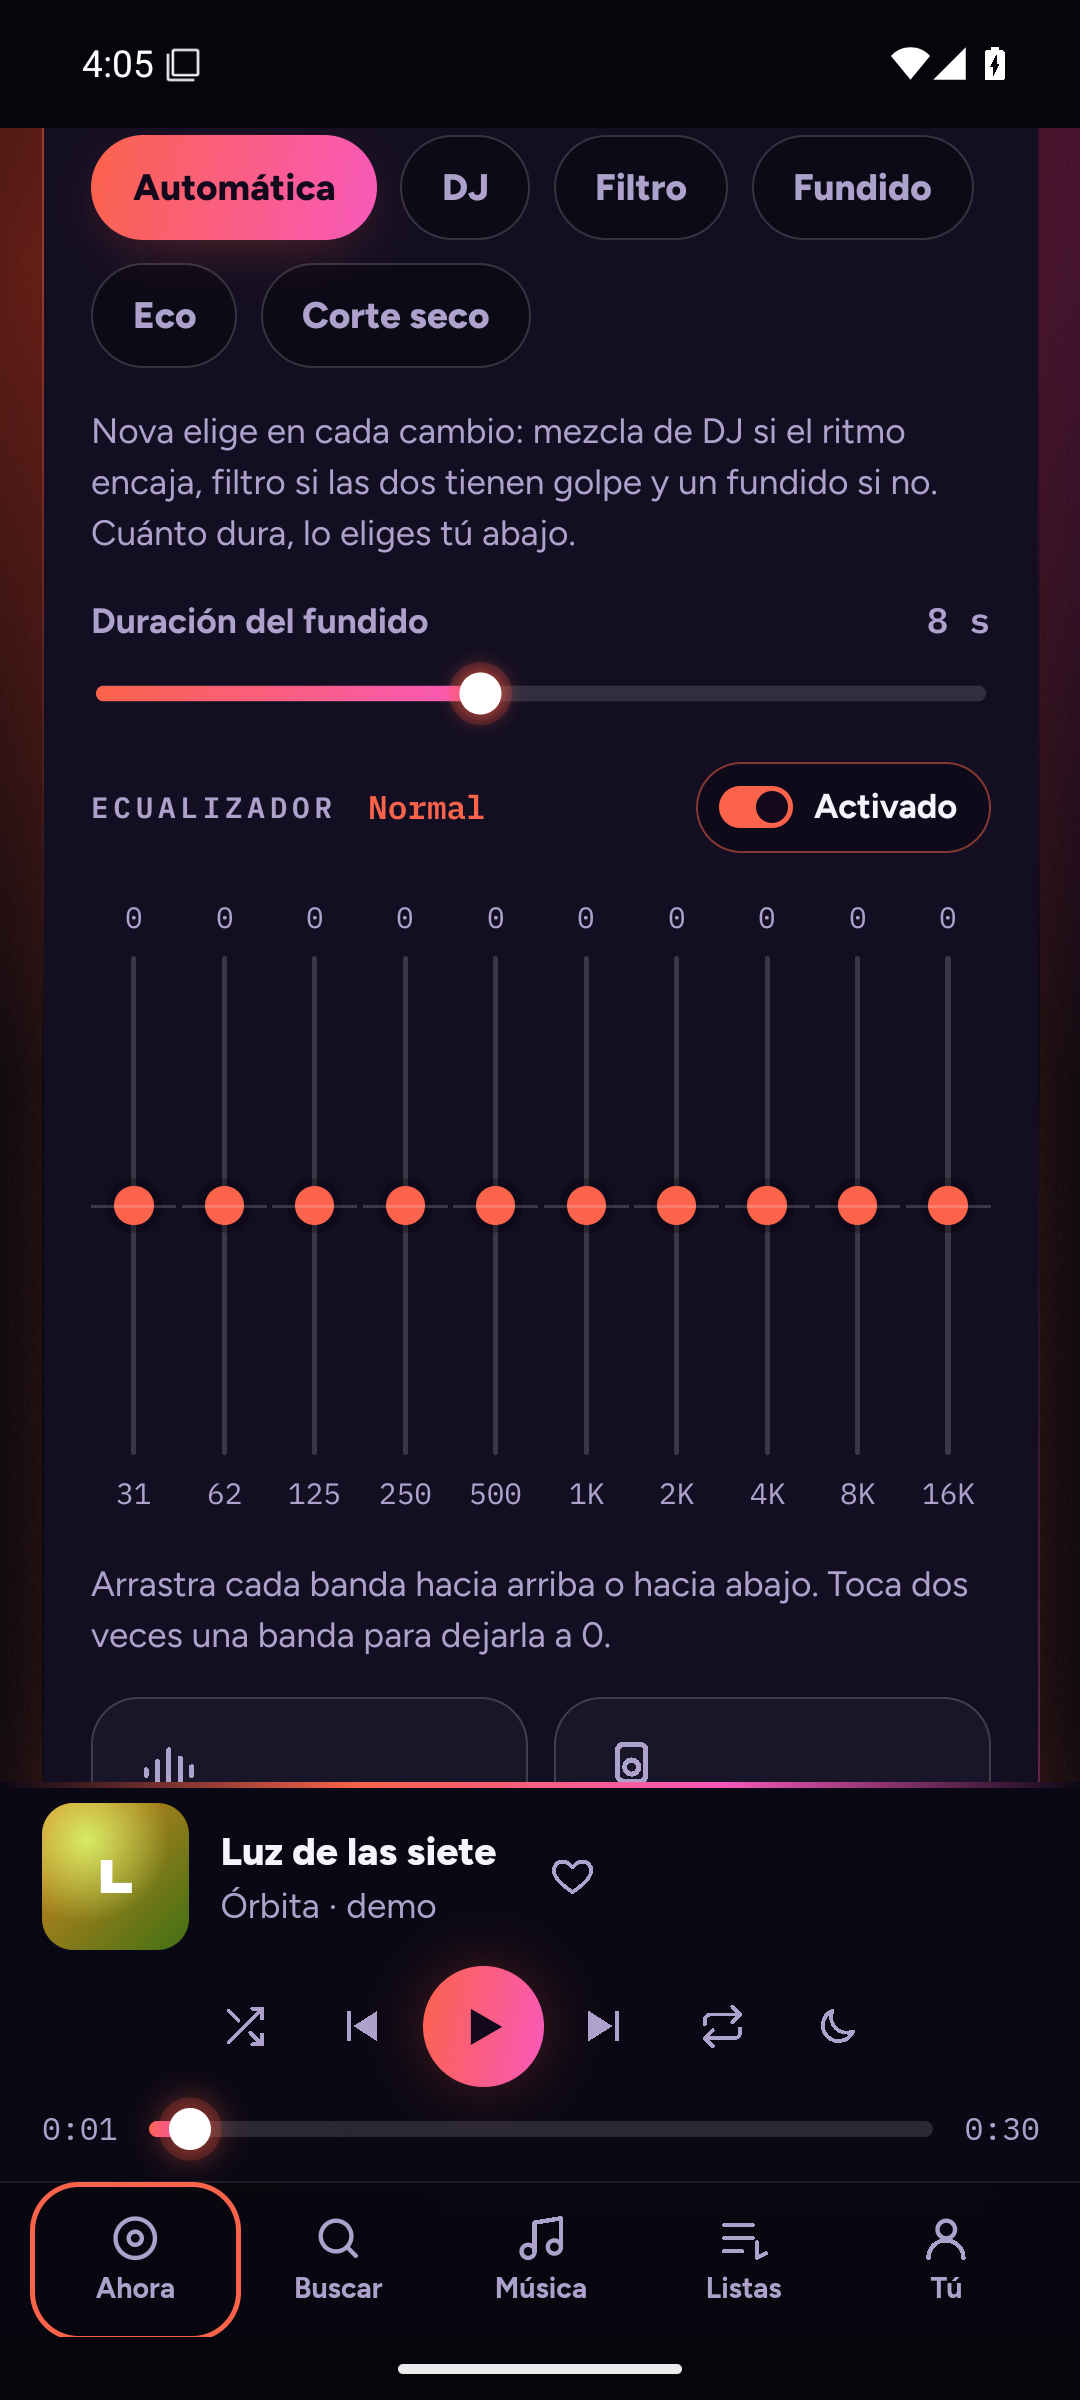 4:05
Automática DJ Filtro Fundido
Eco Corte seco
Nova elige en cada cambio: mezcla de DJ si el ritmo
encaja, filtro si las dos tienen golpe y un fundido si no.
Cuánto dura, lo eliges tú abajo.
Duración del fundido 8 s
ECUALIZADOR Normal Activado
0 0 0 0 0 0 0 0 0 0
31 62 125 250 500 1K 2K 4K 8K 16K
Arrastra cada banda hacia arriba o hacia abajo. Toca dos
veces una banda para dejarla a 0.
L
Luz de las siete
Órbita · demo
0:01 0:30
Ahora Buscar Música Listas Tú